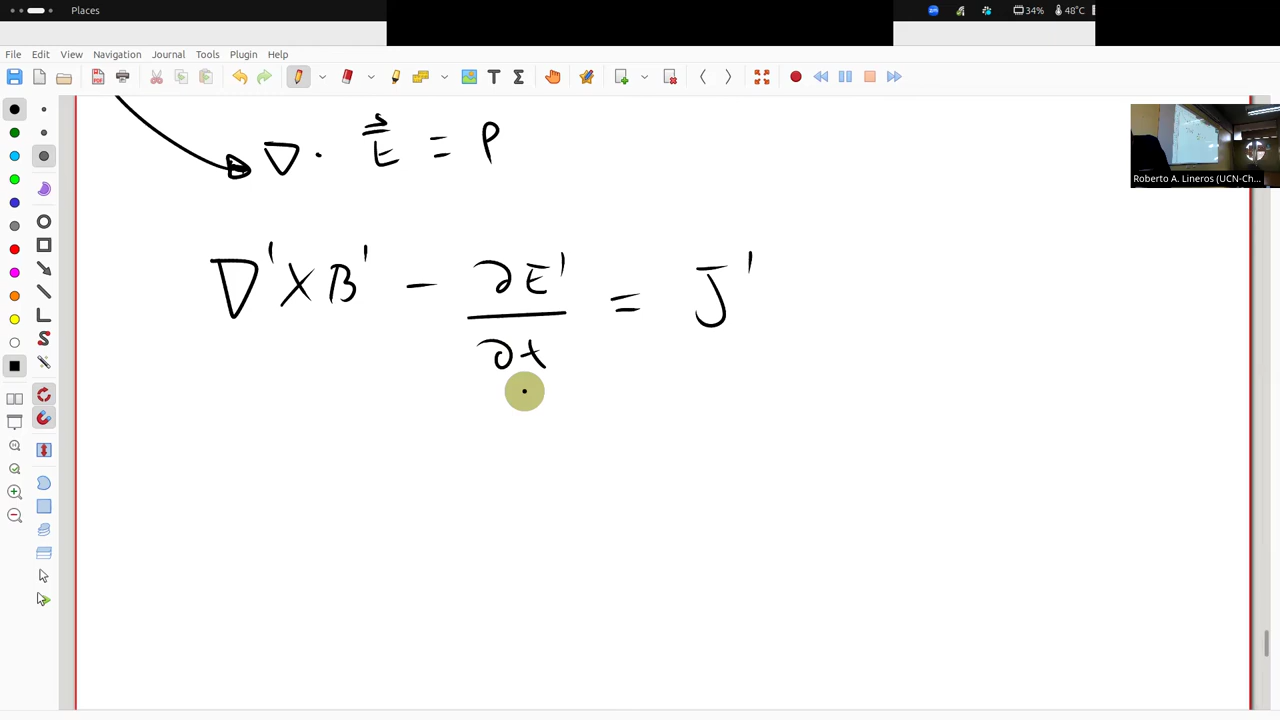 Places
34% 48°C
File Edit View Navigation Journal Tools Plugin Help
∇ · E⃗ = ρ
Roberto A. Lineros (UCN-Ch...
∇' × B' - ∂E'/∂t = J'